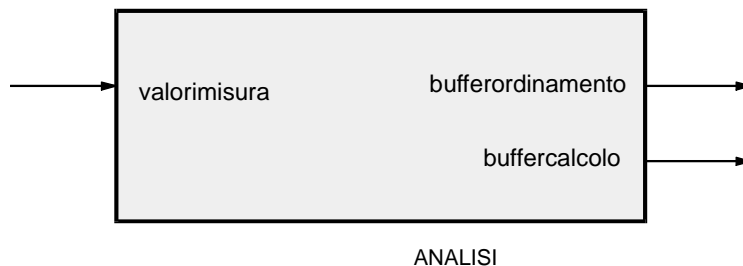 valorimisura
bufferordinamento
buffercalcolo
ANALISI